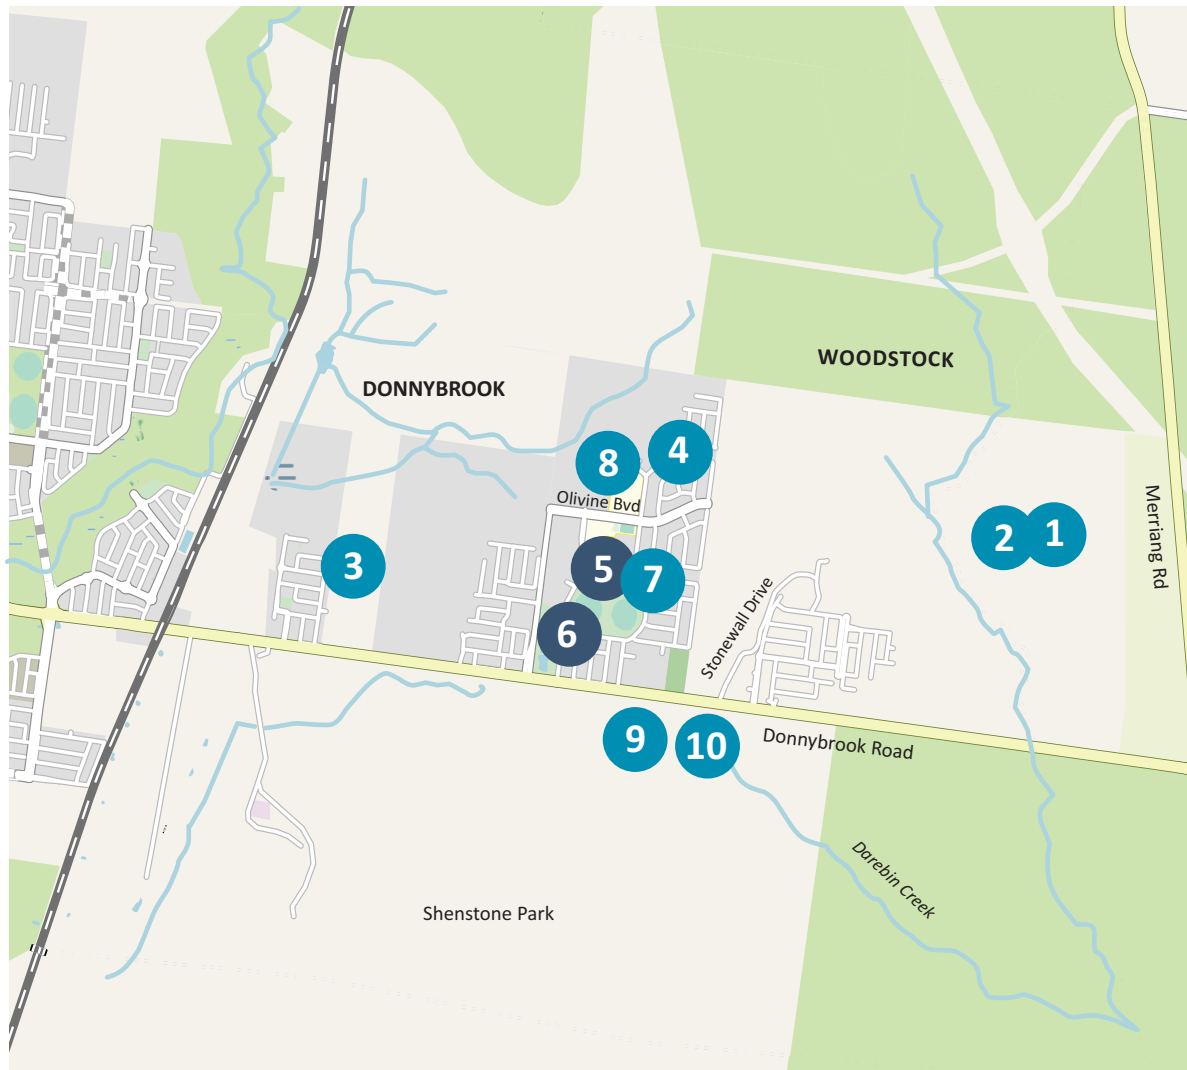 WOODSTOCK
DONNYBROOK
4
8
Olivine Bvd
Merriang Rd
2
1
3
5
7
Stonewall Drive
6
9
10
Donnybrook Road
Darebin Creek
Shenstone Park